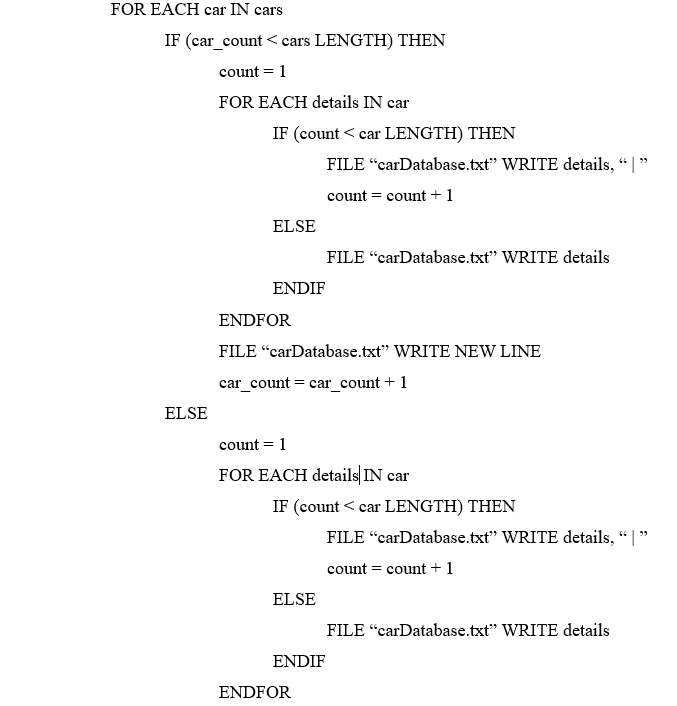 FOR EACH car IN cars
IF (car_count < cars LENGTH) THEN
count = 1
FOR EACH details IN car
IF (count < car LENGTH) THEN
FILE “carDatabase.txt” WRITE details, “ | ”
count = count + 1
ELSE
FILE “carDatabase.txt” WRITE details
ENDIF
ENDFOR
FILE “carDatabase.txt” WRITE NEW LINE
car_count = car_count + 1
ELSE
count = 1
FOR EACH details IN car
IF (count < car LENGTH) THEN
FILE “carDatabase.txt” WRITE details, “ | ”
count = count + 1
ELSE
FILE “carDatabase.txt” WRITE details
ENDIF
ENDFOR